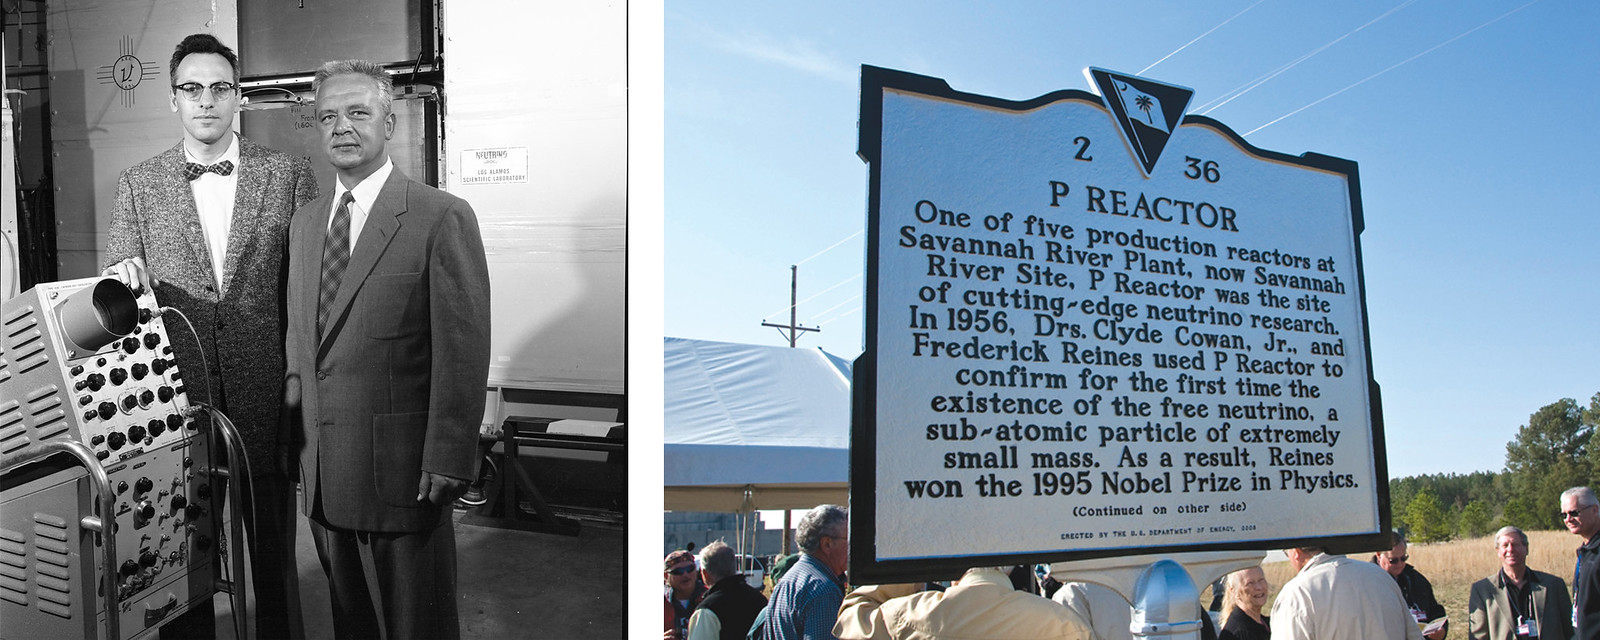 ν
NEUTRINO
LOS ALAMOS
SCIENTIFIC LABORATORY
2 36
P REACTOR
One of five production reactors at
Savannah River Plant, now Savannah
River Site, P Reactor was the site
of cutting-edge neutrino research.
In 1956, Drs. Clyde Cowan, Jr., and
Frederick Reines used P Reactor to
confirm for the first time the
existence of the free neutrino, a
sub-atomic particle of extremely
small mass. As a result, Reines
won the 1995 Nobel Prize in Physics.
(Continued on other side)
ERECTED BY THE U.S. DEPARTMENT OF ENERGY, 2008